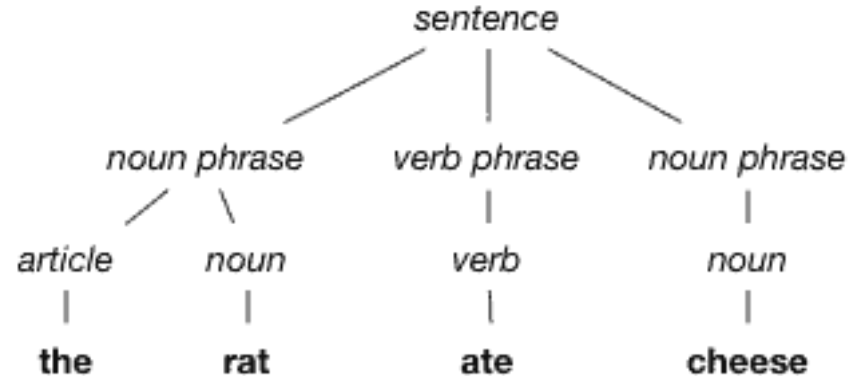 sentence
noun phrase verb phrase noun phrase
article noun verb noun
the rat ate cheese